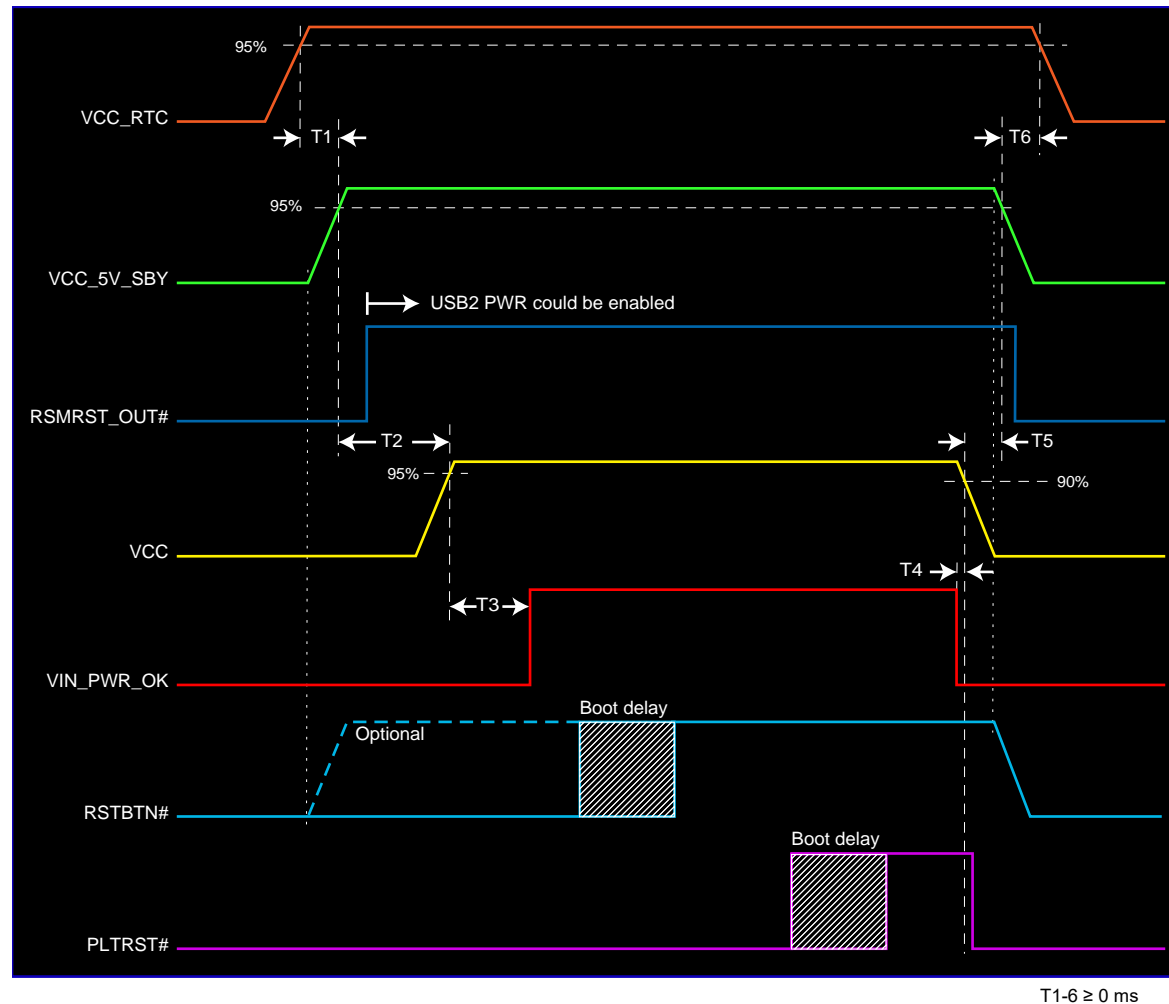 95%
VCC_RTC
T1
T6
95%
VCC_5V_SBY
USB2 PWR could be enabled
RSMRST_OUT#
T2
T5
95%
90%
VCC
T4
T3
VIN_PWR_OK
Boot delay
Optional
RSTBTN#
Boot delay
PLTRST#
T1-6 ≥ 0 ms